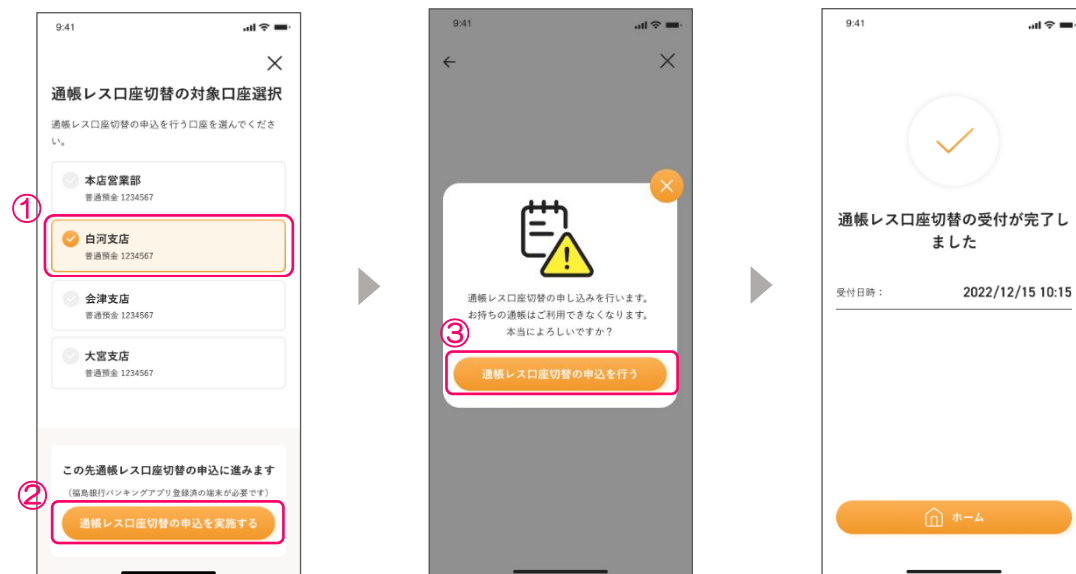 9:41
通帳レス口座切替の対象口座選択
通帳レス口座切替の申込を行う口座を選んでくださ
い。
本店営業部
普通預金 1234567
①
白河支店
普通預金 1234567
会津支店
普通預金 1234567
大宮支店
普通預金 1234567
この先通帳レス口座切替の申込に進みます
(福島銀行バンキングアプリ登録済の端末が必要です)
②
通帳レス口座切替の申込を実施する
9:41
通帳レス口座切替の申し込みを行います。
お持ちの通帳はご利用できなくなります。
本当によろしいですか？
③
通帳レス口座切替の申込を行う
9:41
通帳レス口座切替の受付が完了し
ました
受付日時： 2022/12/15 10:15
ホーム